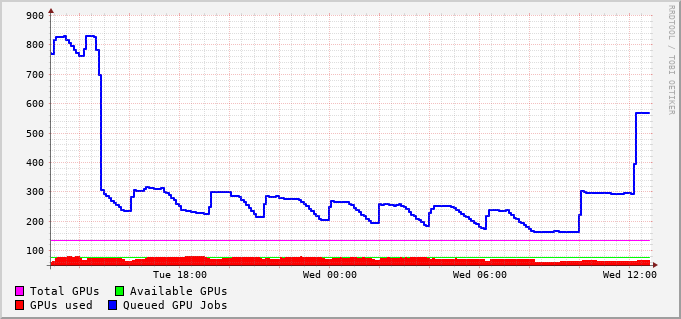 900
800
700
600
500
400
300
200
100
Tue 18:00 Wed 00:00 Wed 06:00 Wed 12:00
Total GPUs Available GPUs
GPUs used Queued GPU Jobs
RRDTOOL / TOBI OETIKER